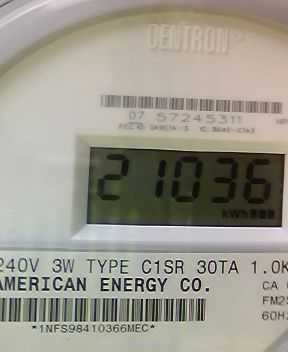 CENTRON®
07 57245311
21036
kWh
240V 3W TYPE C1SR 30TA 1.0K
AMERICAN ENERGY CO.
CA
FM2S
60HZ
*1NFS98410366MEC*